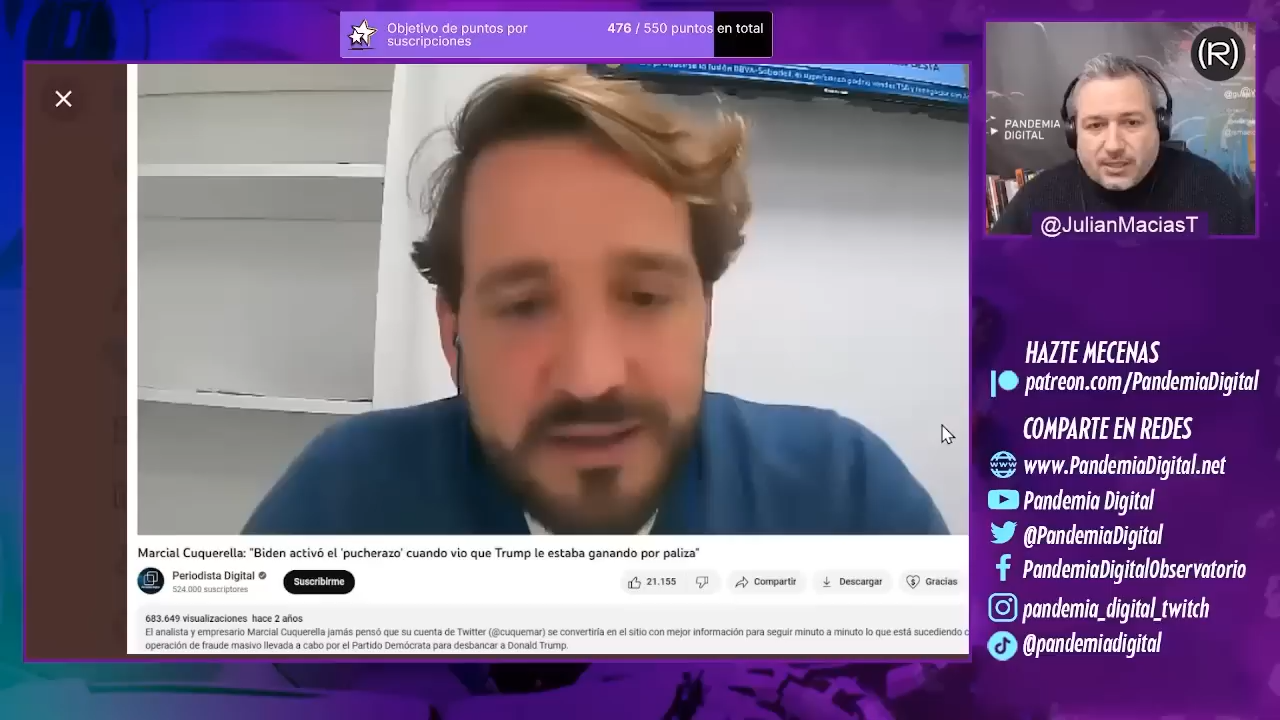 Objetivo de puntos por
suscripciones
476 / 550 puntos en total
(R)
PANDEMIA
DIGITAL
@JulianMaciasT
HAZTE MECENAS
patreon.com/PandemiaDigital
COMPARTE EN REDES
www.PandemiaDigital.net
Pandemia Digital
@PandemiaDigital
PandemiaDigitalObservatorio
pandemia_digital_twitch
@pandemiadigital
Marcial Cuquerella: "Biden activó el 'pucherazo' cuando vio que Trump le estaba ganando por paliza"
Periodista Digital
524.000 suscriptores
Suscribirme
21.155
Compartir
Descargar
Gracias
683.649 visualizaciones hace 2 años
El analista y empresario Marcial Cuquerella jamás pensó que su cuenta de Twitter (@cuquemar) se convertiría en el sitio con mejor información para seguir minuto a minuto lo que está sucediendo
operación de fraude masivo llevada a cabo por el Partido Demócrata para desbancar a Donald Trump.